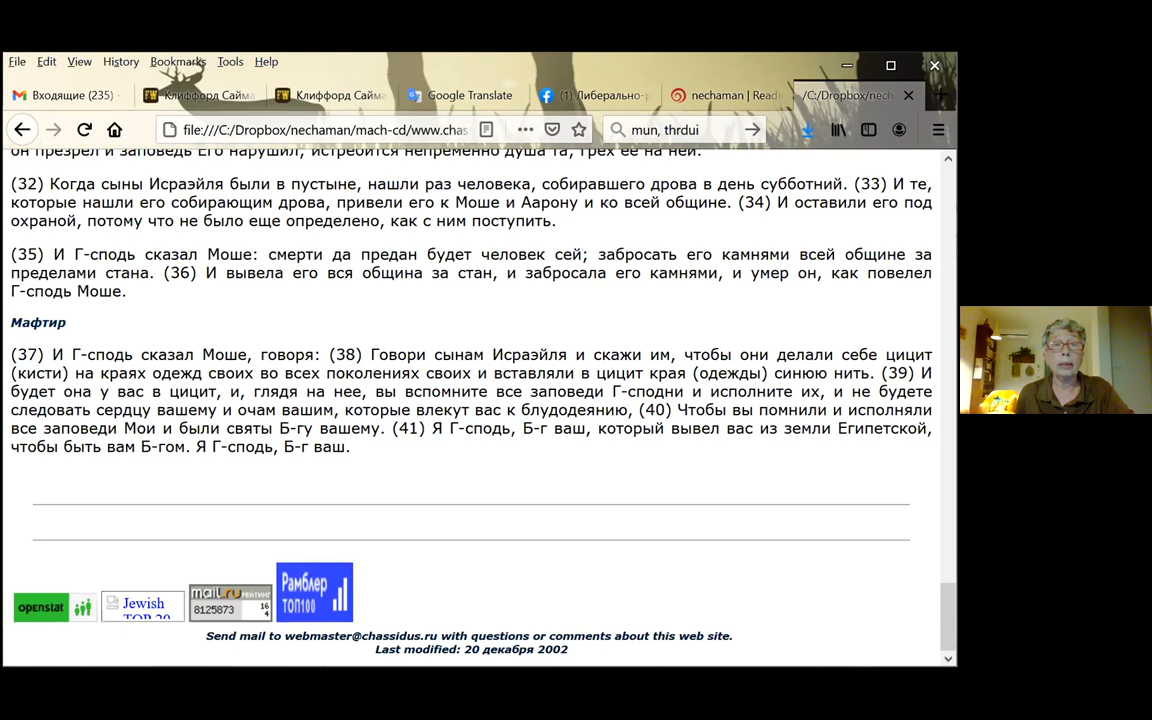 File Edit View History Bookmarks Tools Help
Входящие (235) - Клиффорд Сайма Клиффорд Сайма Google Translate (1) Либерально-р nechaman | Read /C:/Dropbox/nech
file:///C:/Dropbox/nechaman/mach-cd/www.chas mun, thrdui
он презрел и заповедь Его нарушил, истребится непременно душа та, грех ее на ней.
(32) Когда сыны Исраэйля были в пустыне, нашли раз человека, собиравшего дрова в день субботний. (33) И те,
которые нашли его собирающим дрова, привели его к Моше и Аарону и ко всей общине. (34) И оставили его под
охраной, потому что не было еще определено, как с ним поступить.
(35) И Г-сподь сказал Моше: смерти да предан будет человек сей; забросать его камнями всей общине за
пределами стана. (36) И вывела его вся община за стан, и забросала его камнями, и умер он, как повелел
Г-сподь Моше.
Мафтир
(37) И Г-сподь сказал Моше, говоря: (38) Говори сынам Исраэйля и скажи им, чтобы они делали себе цицит
(кисти) на краях одежд своих во всех поколениях своих и вставляли в цицит края (одежды) синюю нить. (39) И
будет она у вас в цицит, и, глядя на нее, вы вспомните все заповеди Г-сподни и исполните их, и не будете
следовать сердцу вашему и очам вашим, которые влекут вас к блудодеянию, (40) Чтобы вы помнили и исполняли
все заповеди Мои и были святы Б-гу вашему. (41) Я Г-сподь, Б-г ваш, который вывел вас из земли Египетской,
чтобы быть вам Б-гом. Я Г-сподь, Б-г ваш.
openstat Jewish TOP 20 mail.ru РЕЙТИНГ 8125873 16 4 Рамблер ТОП100
Send mail to webmaster@chassidus.ru with questions or comments about this web site.
Last modified: 20 декабря 2002